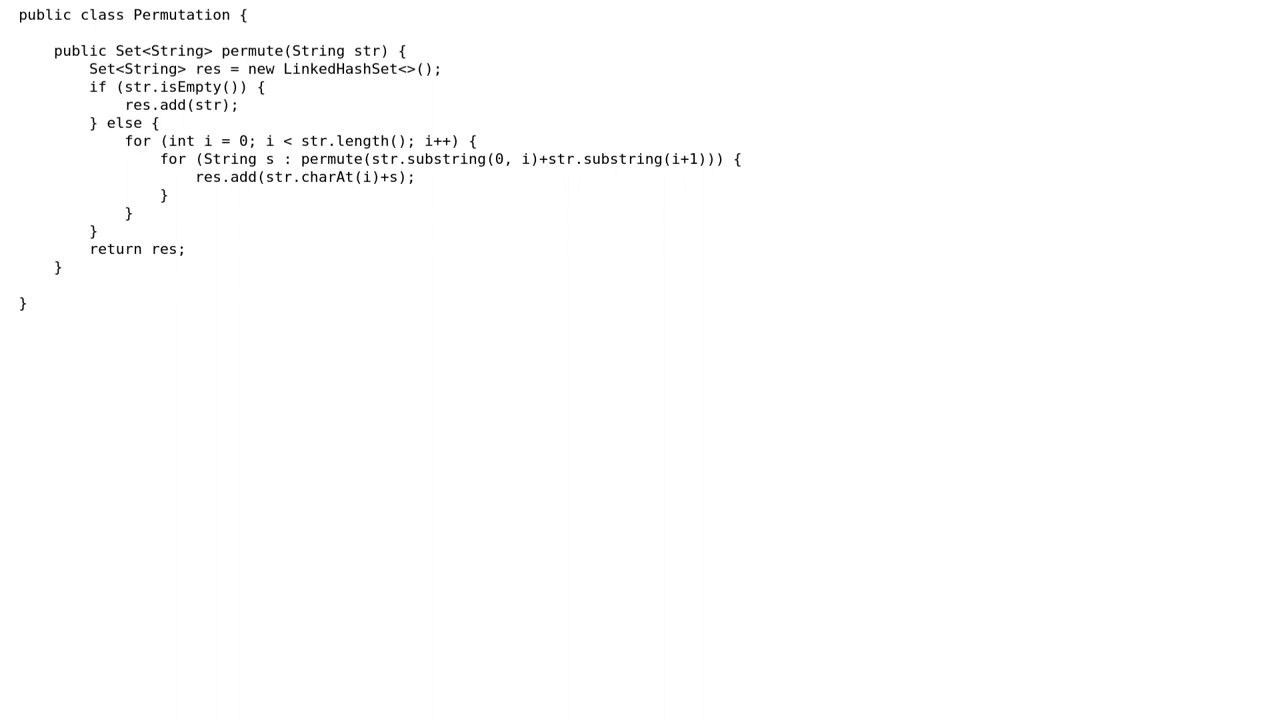 public class Permutation {
    public Set<String> permute(String str) {
        Set<String> res = new LinkedHashSet<>();
        if (str.isEmpty()) {
            res.add(str);
        } else {
            for (int i = 0; i < str.length(); i++) {
                for (String s : permute(str.substring(0, i)+str.substring(i+1))) {
                    res.add(str.charAt(i)+s);
                }
            }
        }
        return res;
    }
}